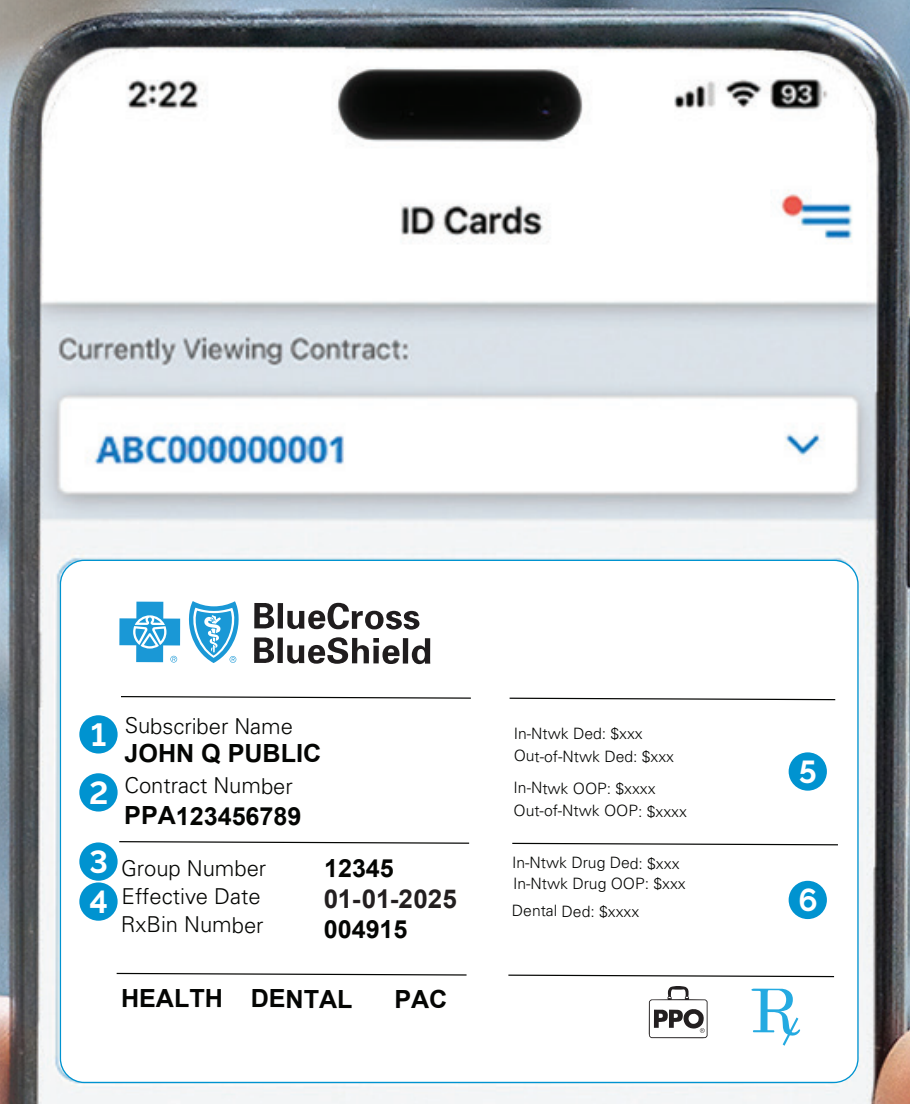 2:22
93
ID Cards
Currently Viewing Contract:
ABC000000001
BlueCross
BlueShield
1 Subscriber Name
JOHN Q PUBLIC
2 Contract Number
PPA123456789
3 Group Number 12345
4 Effective Date 01-01-2025
RxBin Number 004915
HEALTH DENTAL PAC
In-Ntwk Ded: $xxx
Out-of-Ntwk Ded: $xxx
5
In-Ntwk OOP: $xxxx
Out-of-Ntwk OOP: $xxxx
In-Ntwk Drug Ded: $xxx
In-Ntwk Drug OOP: $xxx
6
Dental Ded: $xxxx
PPO®
Rx